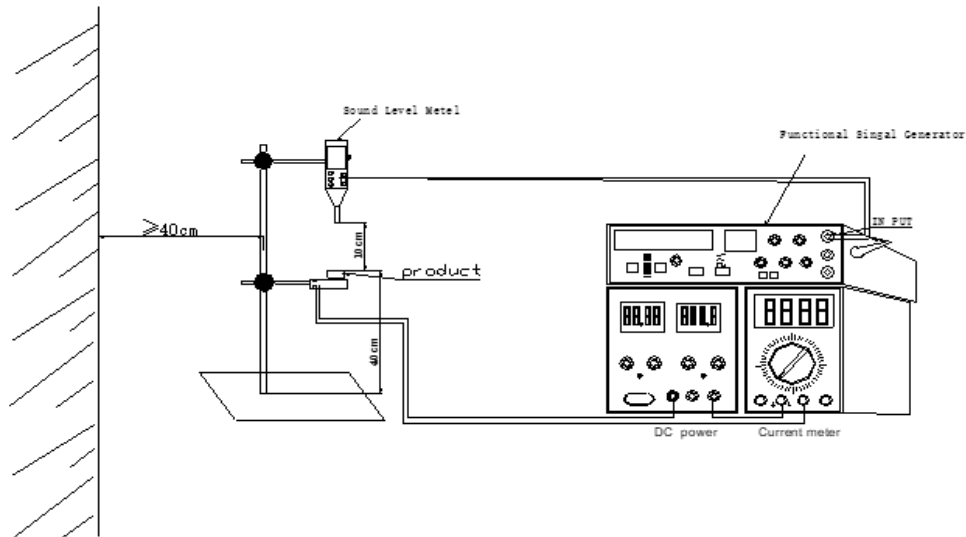 Sound Level Metel
Functional Singal Generator
IN PUT
≥40cm
10cm
product
40cm
DC power
Current meter